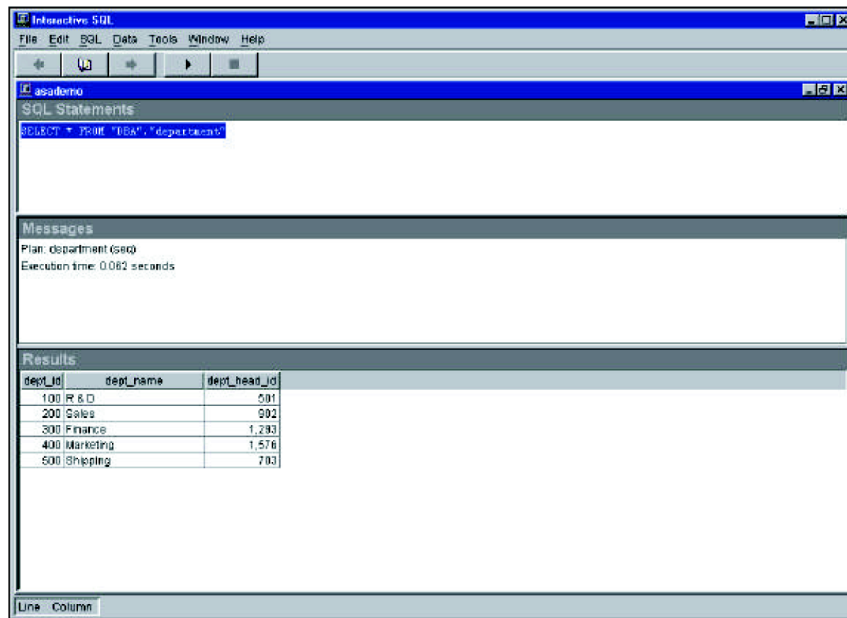 Interactive SQL
File Edit SQL Data Tools Window Help
asademo
SQL Statements
SELECT * FROM "DBA"."department"
Messages
Plan: department (seq)
Execution time: 0.062 seconds
Results
dept_id dept_name dept_head_id
100 R & D 501
200 Sales 902
300 Finance 1,293
400 Marketing 1,576
500 Shipping 703
Line Column